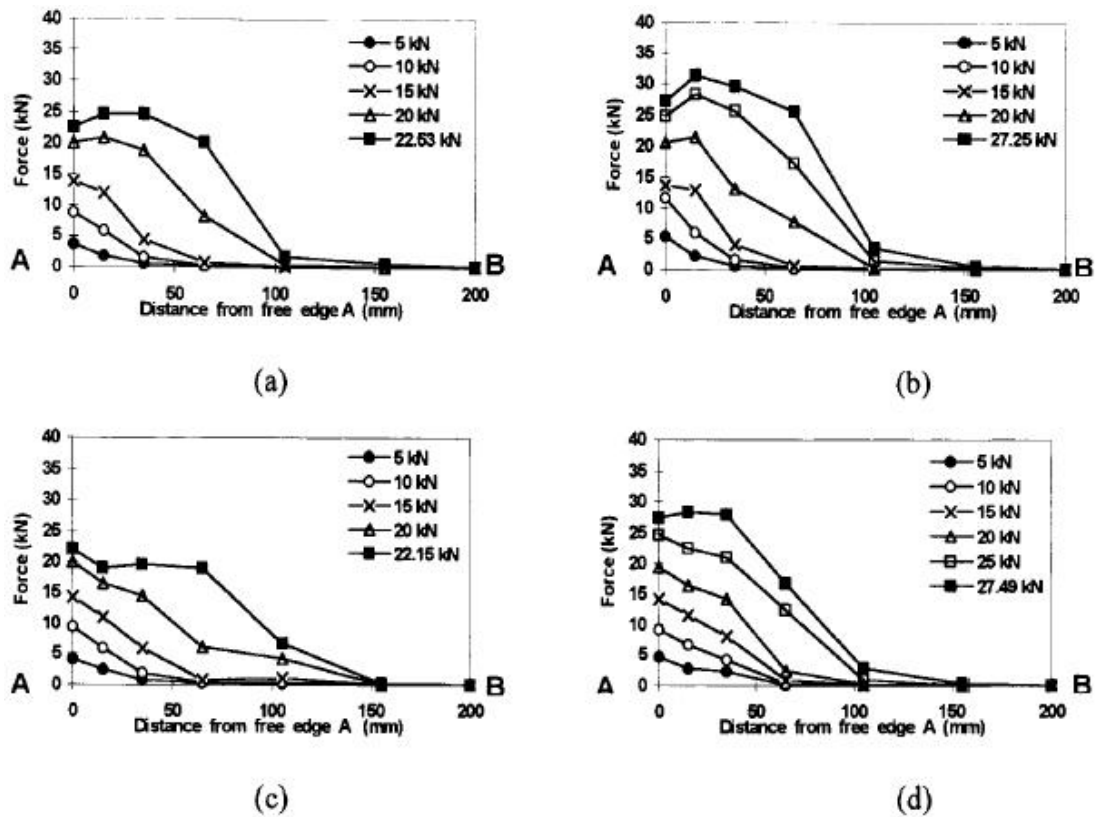 40
35
30
25
20
15
10
5
0
Force (kN)
5 kN
10 kN
15 kN
20 kN
22.53 kN
A
B
0 50 100 150 200
Distance from free edge A (mm)
(a)
40
35
30
25
20
15
10
5
0
Force (kN)
5 kN
10 kN
15 kN
20 kN
27.25 kN
A
B
0 50 100 150 200
Distance from free edge A (mm)
(b)
40
35
30
25
20
15
10
5
0
Force (kN)
5 kN
10 kN
15 kN
20 kN
22.15 kN
A
B
0 50 100 150 200
Distance from free edge A (mm)
(c)
40
35
30
25
20
15
10
5
0
Force (kN)
5 kN
10 kN
15 kN
20 kN
25 kN
27.49 kN
A
B
0 50 100 150 200
Distance from free edge A (mm)
(d)